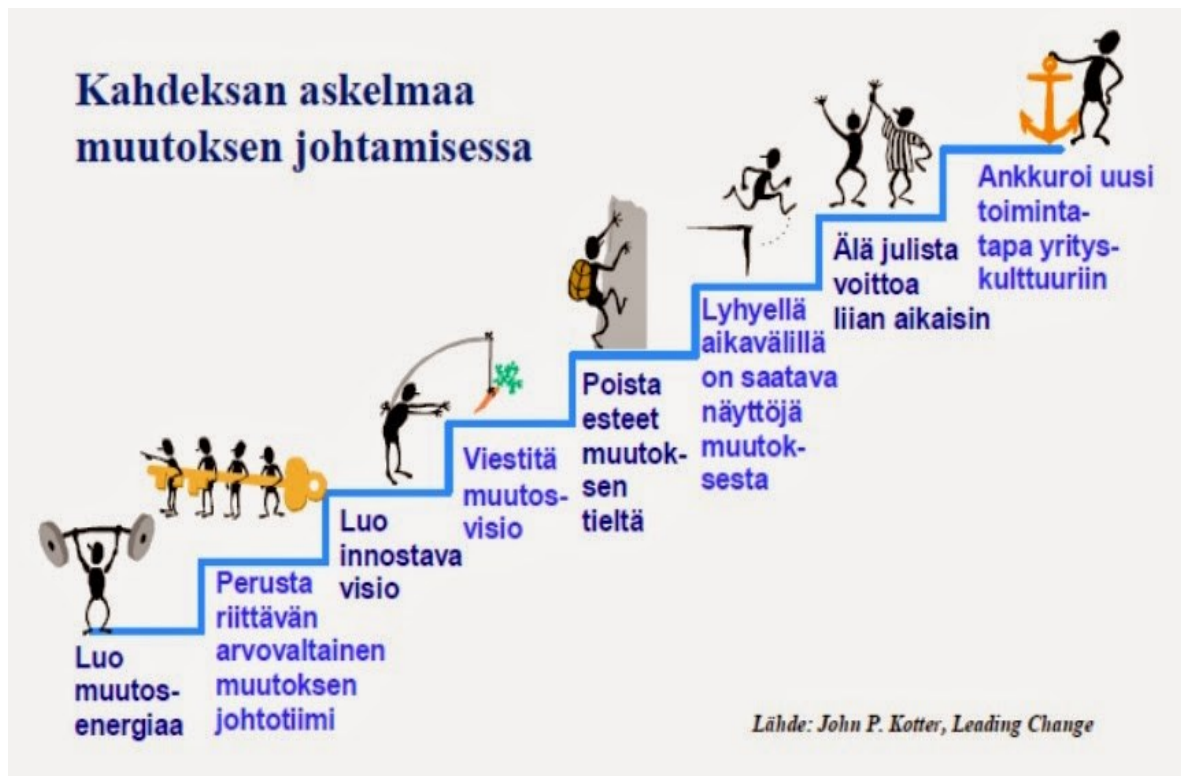 Kahdeksan askelmaa
muutoksen johtamisessa
Luo
muutos-
energiaa
Perusta
riittävän
arvovaltainen
muutoksen
johtotiimi
Luo
innostava
visio
Viestitä
muutos-
visio
Poista
esteet
muutok-
sen
tieltä
Lyhyellä
aikavälillä
on saatava
näyttöjä
muutok-
sesta
Älä julista
voittoa
liian aikaisin
Ankkuroi uusi
toiminta-
tapa yritys-
kulttuuriin
Lähde: John P. Kotter, Leading Change